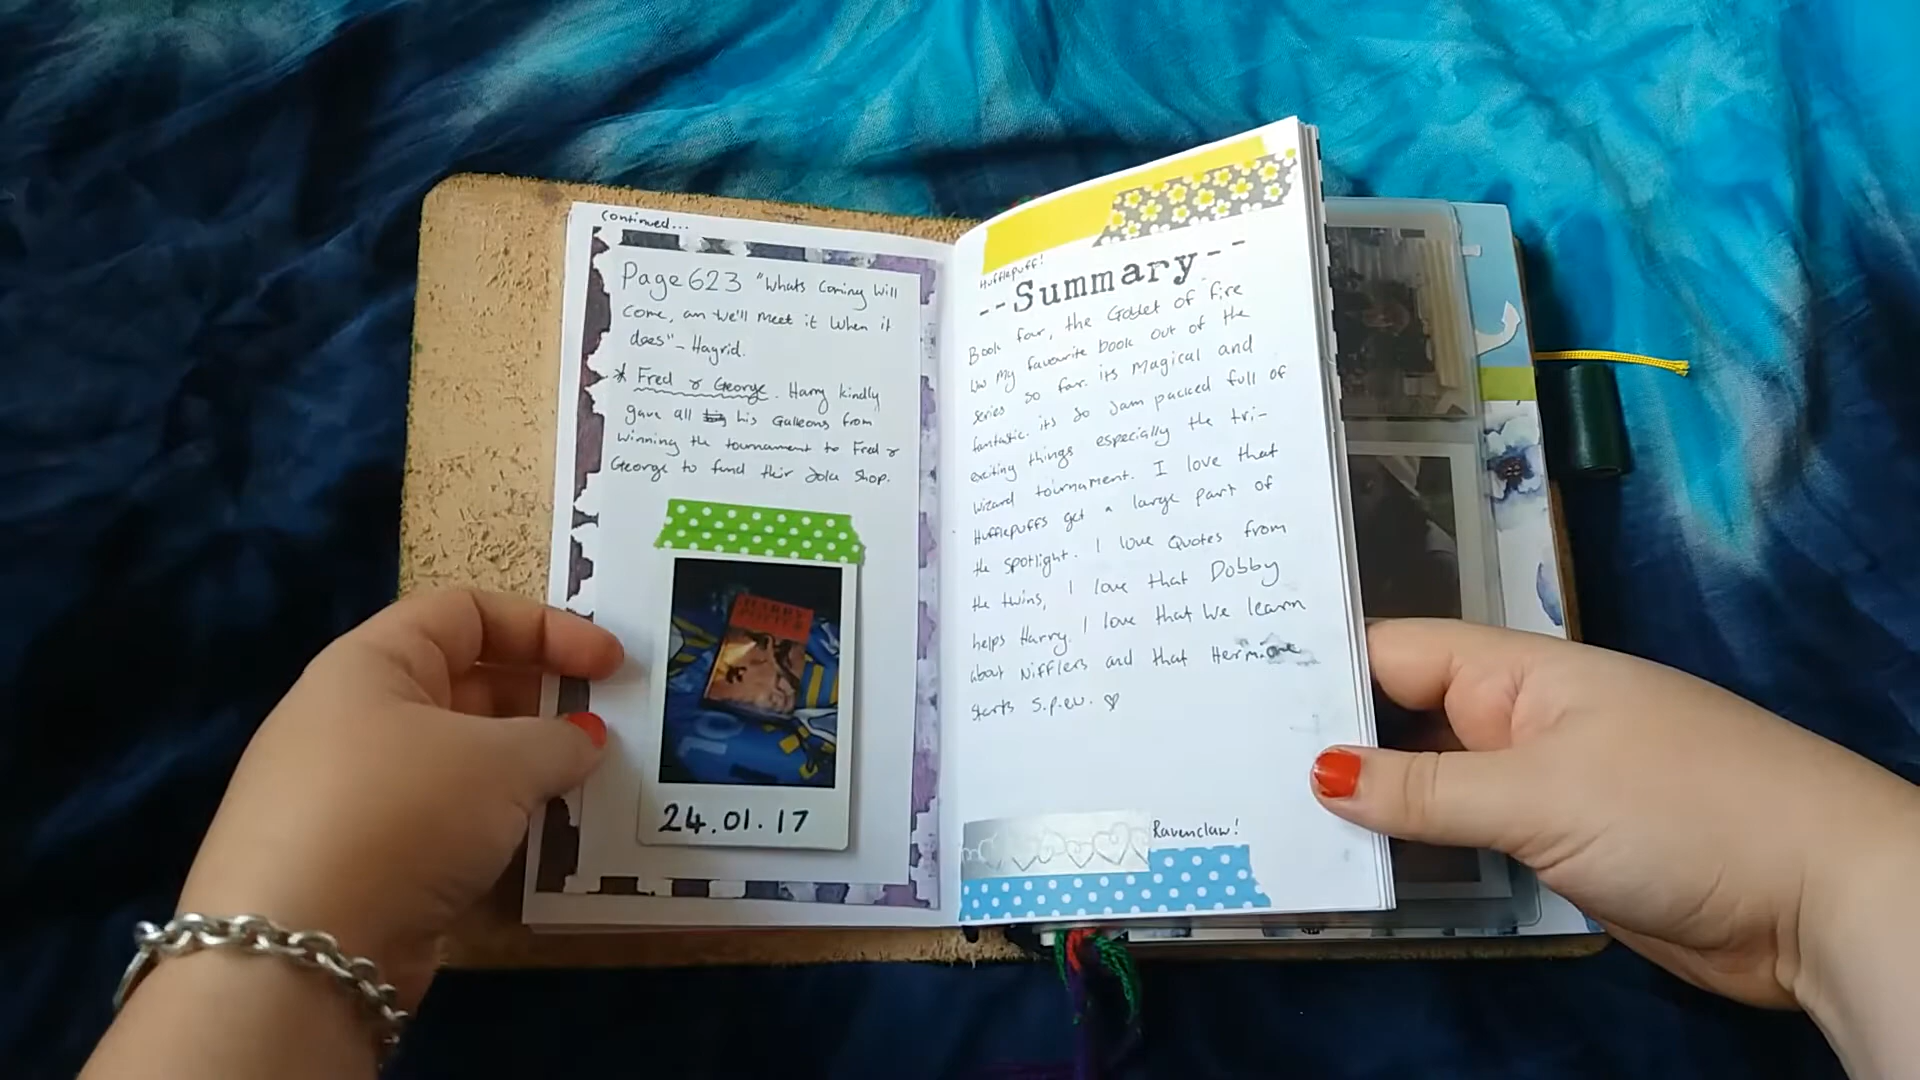 continued...
Page 623 "Whats Coming will
come, an we'll meet it when it
does" - Hagrid.
* Fred & George. Harry kindly
gave all his Galleons from
winning the tournament to Fred &
George to fund their Joke Shop.
HARRY
POTTER
24.01.17
Hufflepuff!
--Summary--
Book four, the Goblet of fire
is my favourite book out of the
series so far. its magical and
fantastic. its so jam packed full of
exciting things especially the tri-
wizard tournament. I love that
Hufflepuffs get a large part of
the spotlight. I love Quotes from
the twins, I love that Dobby
helps Harry. I love that we learn
about Nifflers and that Hermione
starts S.p.e.w. ♡
Ravenclaw!